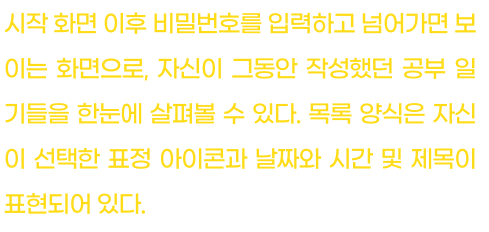 시작 화면 이후 비밀번호를 입력하고 넘어가면 보
이는 화면으로, 자신이 그동안 작성했던 공부 일
기들을 한눈에 살펴볼 수 있다. 목록 양식은 자신
이 선택한 표정 아이콘과 날짜와 시간 및 제목이
표현되어 있다.